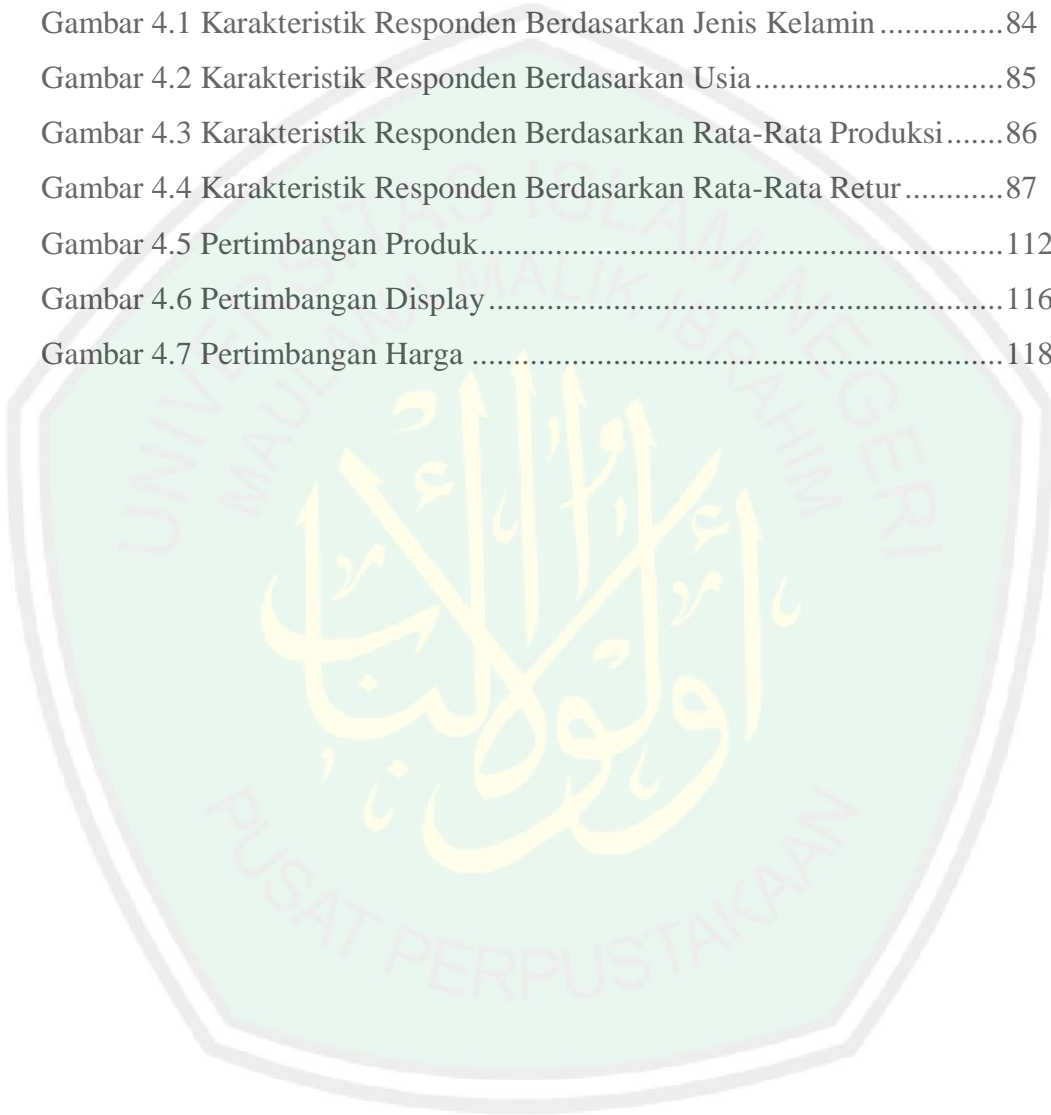 Gambar 4.1 Karakteristik Responden Berdasarkan Jenis Kelamin ...............84
Gambar 4.2 Karakteristik Responden Berdasarkan Usia..............................85
Gambar 4.3 Karakteristik Responden Berdasarkan Rata-Rata Produksi.......86
Gambar 4.4 Karakteristik Responden Berdasarkan Rata-Rata Retur............87
Gambar 4.5 Pertimbangan Produk................................................................112
Gambar 4.6 Pertimbangan Display...............................................................116
Gambar 4.7 Pertimbangan Harga .................................................................118
UNIVERSITAS ISLAM NEGERI
MAULANA MALIK IBRAHIM
أولوا الألباب
PUSAT PERPUSTAKAAN